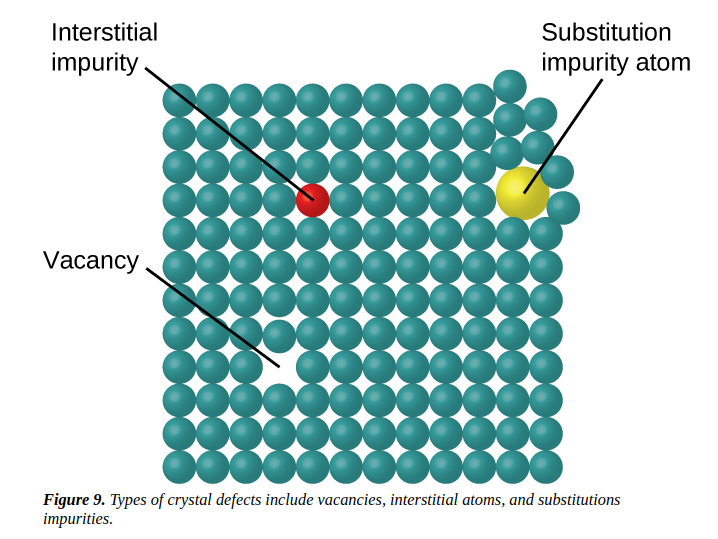 Interstitial
impurity
Substitution
impurity atom
Vacancy
Figure 9. Types of crystal defects include vacancies, interstitial atoms, and substitutions
impurities.